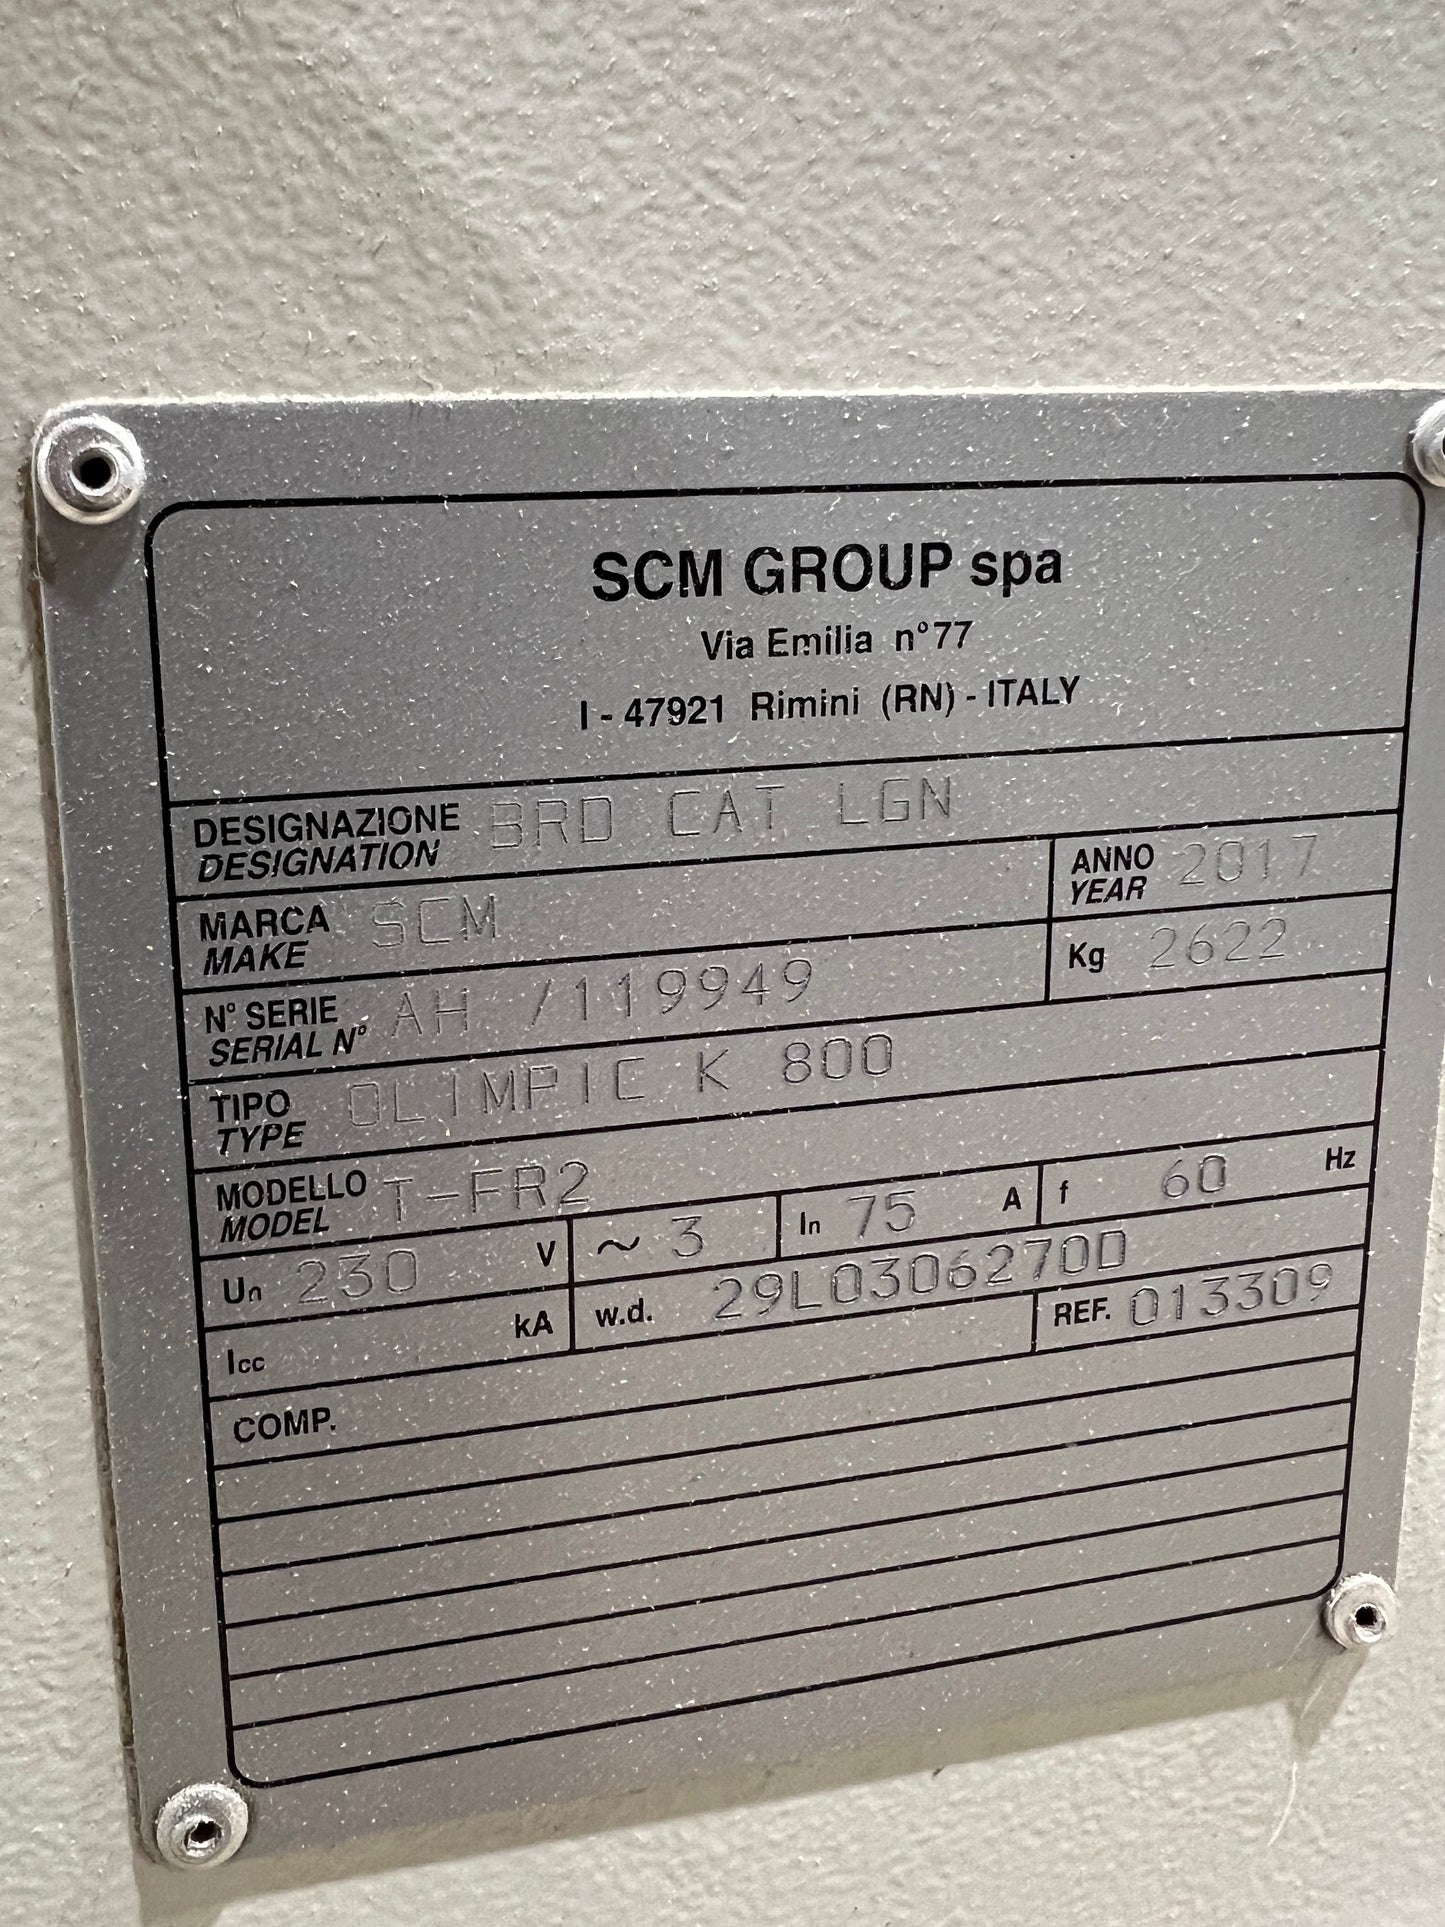 SCM GROUP spa
Via Emilia n°77
I - 47921 Rimini (RN) - ITALY
DESIGNAZIONE BRD CAT LGN
DESIGNATION
MARCA SCM
MAKE
ANNO 2017
YEAR
N° SERIE AH /119949
SERIAL N°
Kg 2622
TIPO OLIMPIC K 800
TYPE
MODELLO T-FR2
MODEL
Un 230 V ~ 3 In 75 A f 60 Hz
Icc kA w.d. 29L0306270D
REF. 013309
COMP.